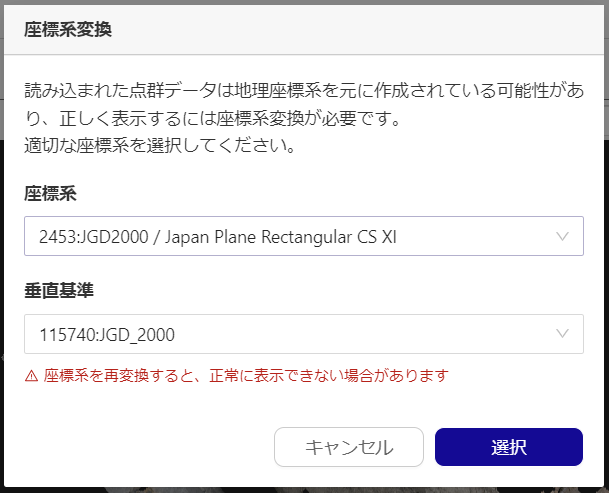 座標系変換
読み込まれた点群データは地理座標系を元に作成されている可能性があ
り、正しく表示するには座標系変換が必要です。
適切な座標系を選択してください。
座標系
2453:JGD2000 / Japan Plane Rectangular CS XI
垂直基準
115740:JGD_2000
⚠ 座標系を再変換すると、正常に表示できない場合があります
キャンセル
選択